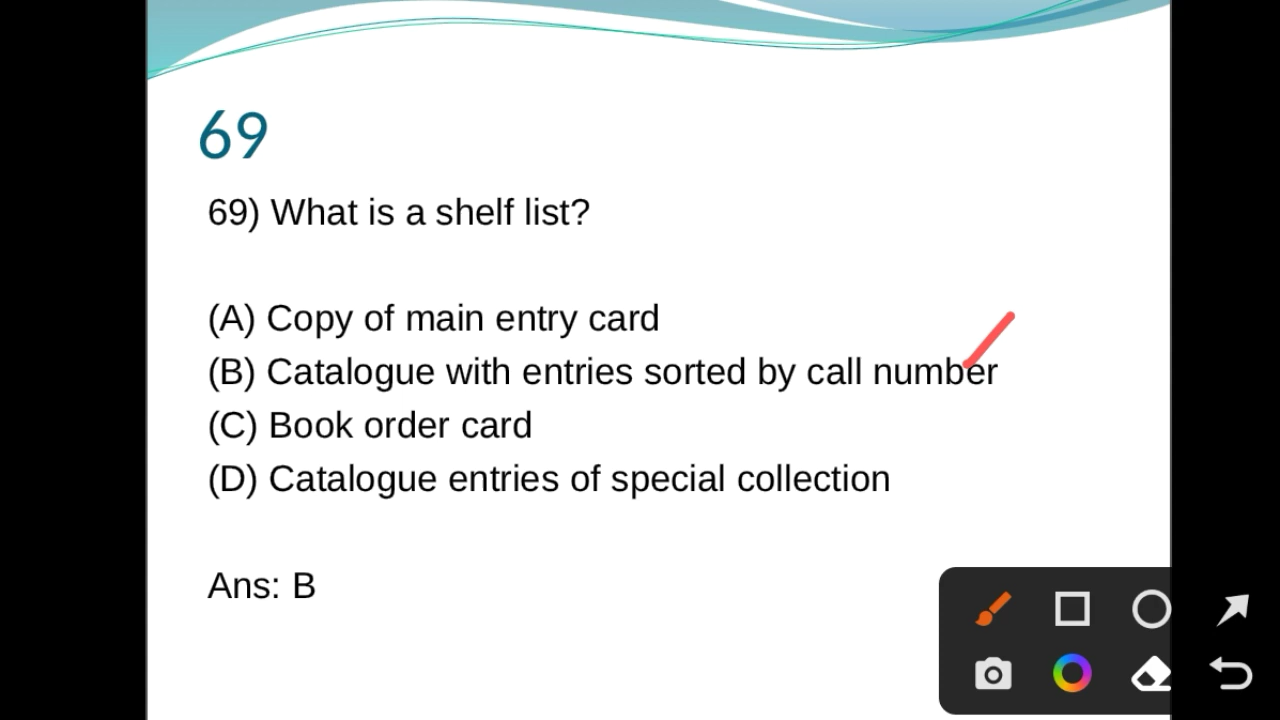 69
69) What is a shelf list?
(A) Copy of main entry card
(B) Catalogue with entries sorted by call number
(C) Book order card
(D) Catalogue entries of special collection
Ans: B